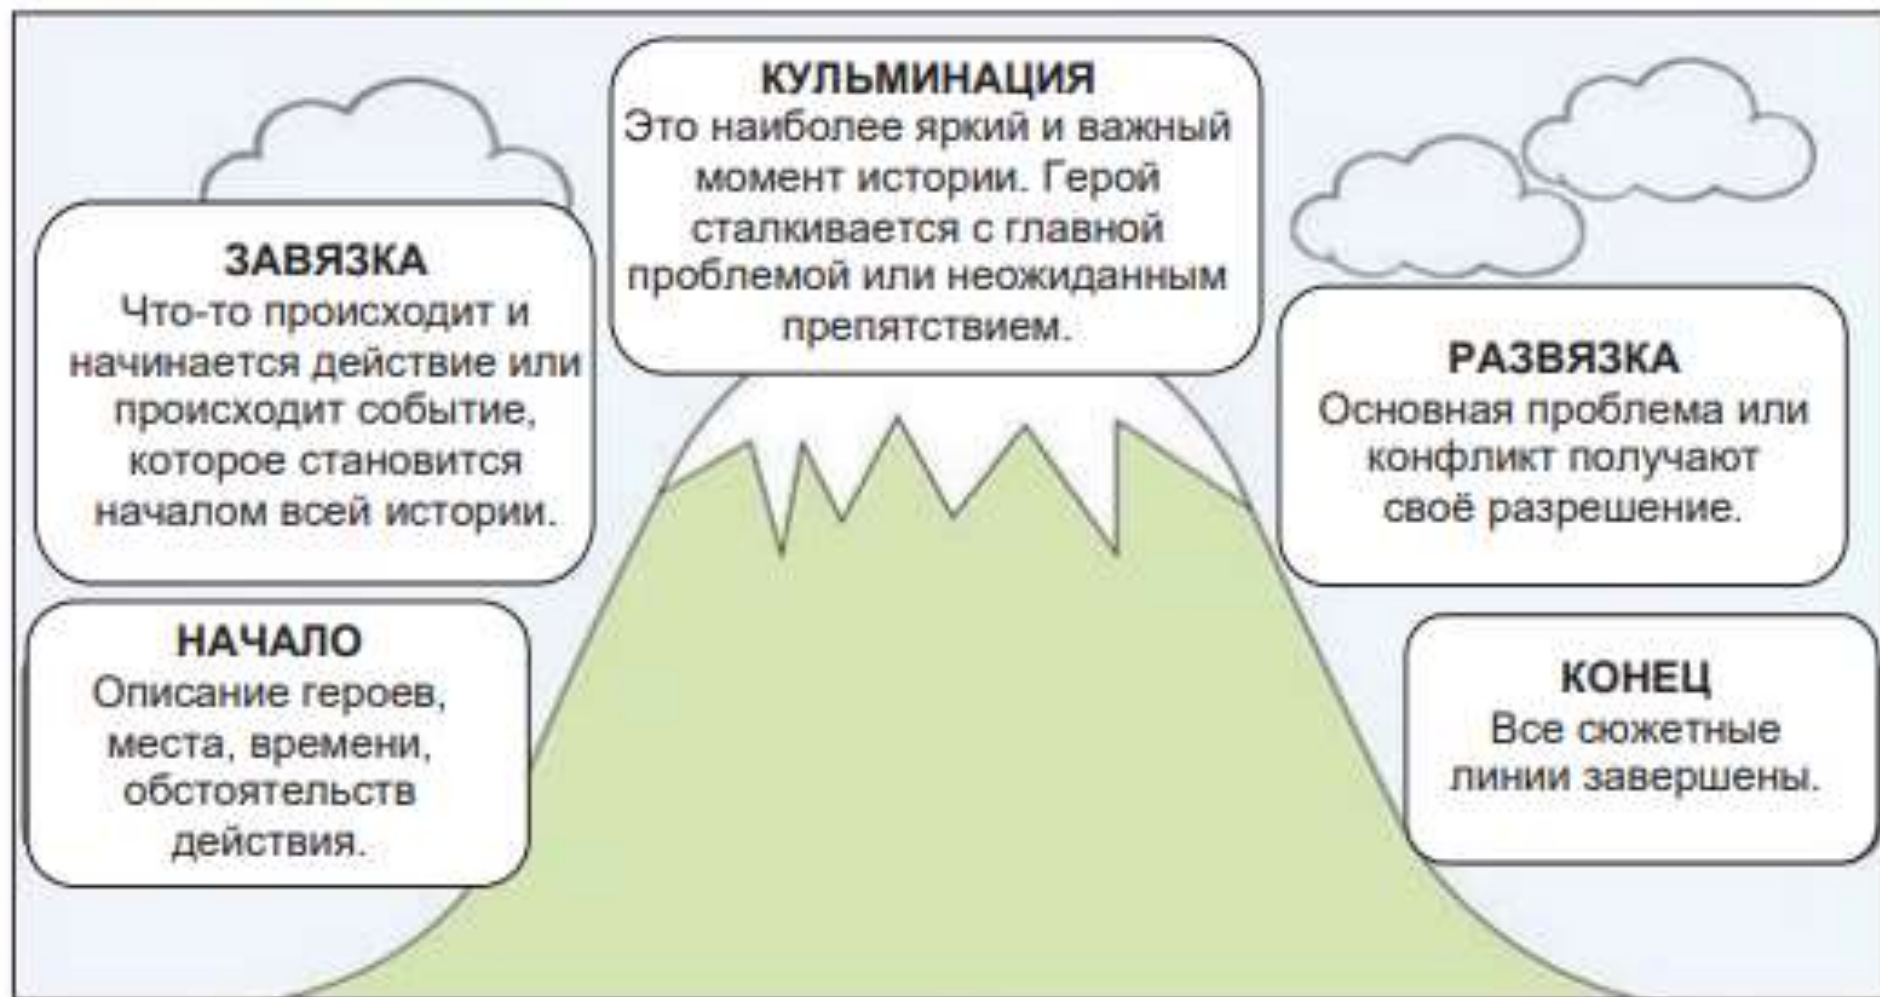 КУЛЬМИНАЦИЯ
Это наиболее яркий и важный
момент истории. Герой
сталкивается с главной
проблемой или неожиданным
препятствием.
ЗАВЯЗКА
Что-то происходит и
начинается действие или
происходит событие,
которое становится
началом всей истории.
РАЗВЯЗКА
Основная проблема или
конфликт получают
своё разрешение.
НАЧАЛО
Описание героев,
места, времени,
обстоятельств
действия.
КОНЕЦ
Все сюжетные
линии завершены.